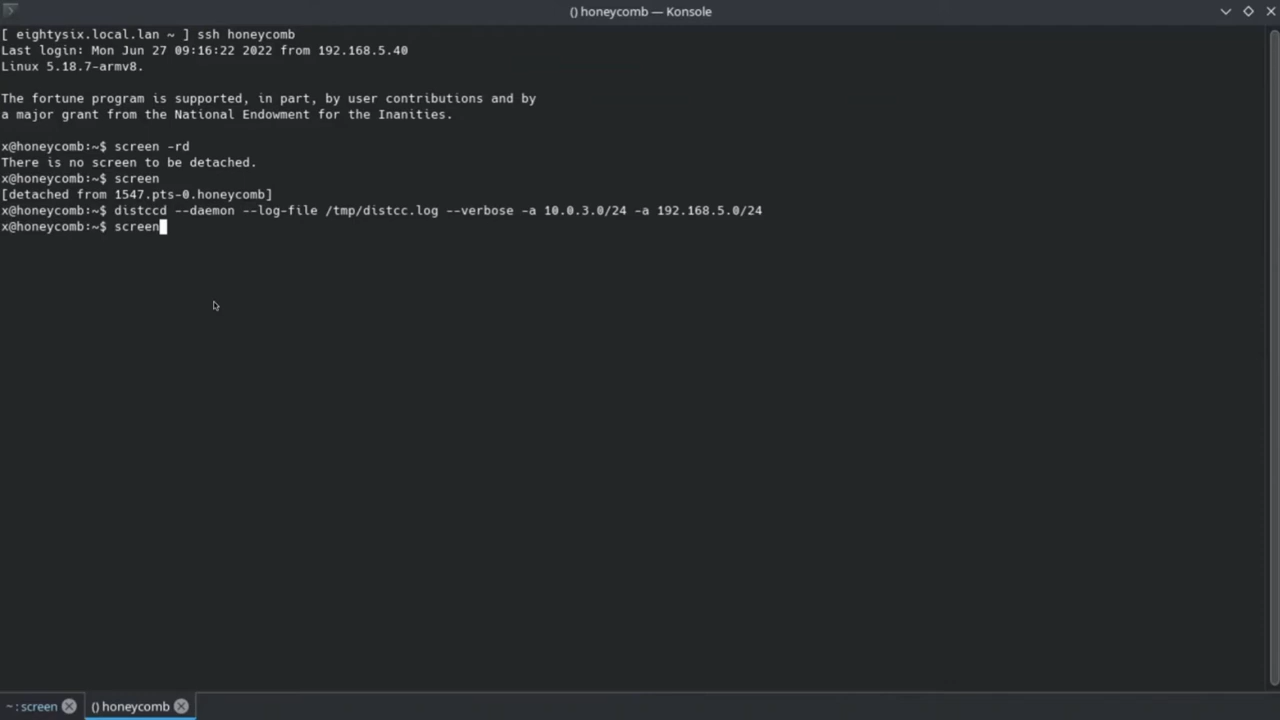 () honeycomb — Konsole
[ eightysix.local.lan ~ ] ssh honeycomb
Last login: Mon Jun 27 09:16:22 2022 from 192.168.5.40
Linux 5.18.7-armv8.
The fortune program is supported, in part, by user contributions and by
a major grant from the National Endowment for the Inanities.
x@honeycomb:~$ screen -rd
There is no screen to be detached.
x@honeycomb:~$ screen
[detached from 1547.pts-0.honeycomb]
x@honeycomb:~$ distccd --daemon --log-file /tmp/distcc.log --verbose -a 10.0.3.0/24 -a 192.168.5.0/24
x@honeycomb:~$ screen
~ : screen
() honeycomb